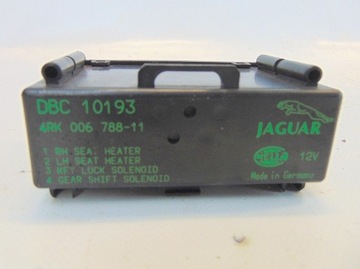 DBC 10193
4RK 006 788-11
JAGUAR
1 RH SEA. HEATER
2 LH SEAT HEATER
3 KEY LOCK SOLENOID
4 GEAR SHIFT SOLENOID
HELLA
12V
Made in Germany